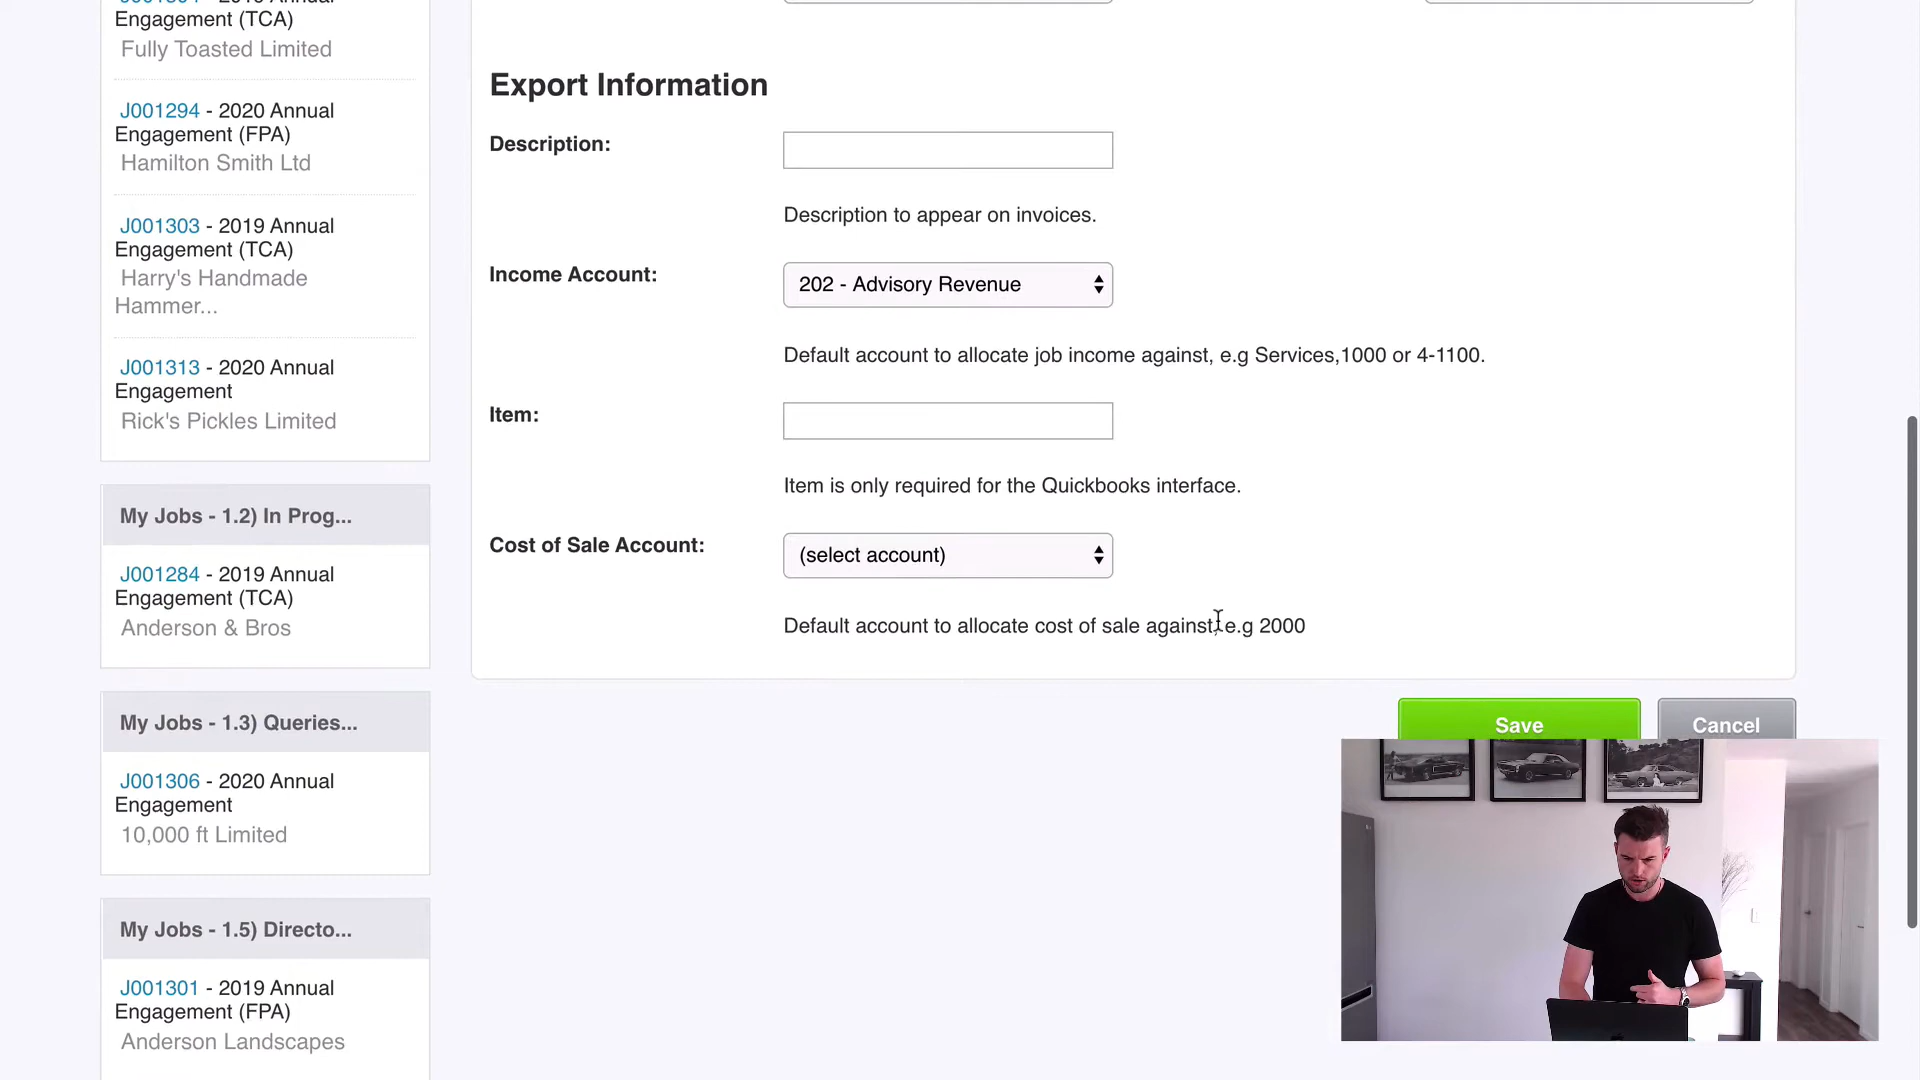 Engagement (TCA)
Fully Toasted Limited
J001294 - 2020 Annual
Engagement (FPA)
Hamilton Smith Ltd
J001303 - 2019 Annual
Engagement (TCA)
Harry's Handmade
Hammer...
J001313 - 2020 Annual
Engagement
Rick's Pickles Limited
My Jobs - 1.2) In Prog...
J001284 - 2019 Annual
Engagement (TCA)
Anderson & Bros
My Jobs - 1.3) Queries...
J001306 - 2020 Annual
Engagement
10,000 ft Limited
My Jobs - 1.5) Directo...
J001301 - 2019 Annual
Engagement (FPA)
Anderson Landscapes
Export Information
Description:
Description to appear on invoices.
Income Account:
202 - Advisory Revenue
Default account to allocate job income against, e.g Services,1000 or 4-1100.
Item:
Item is only required for the Quickbooks interface.
Cost of Sale Account:
(select account)
Default account to allocate cost of sale against, e.g 2000
Save
Cancel